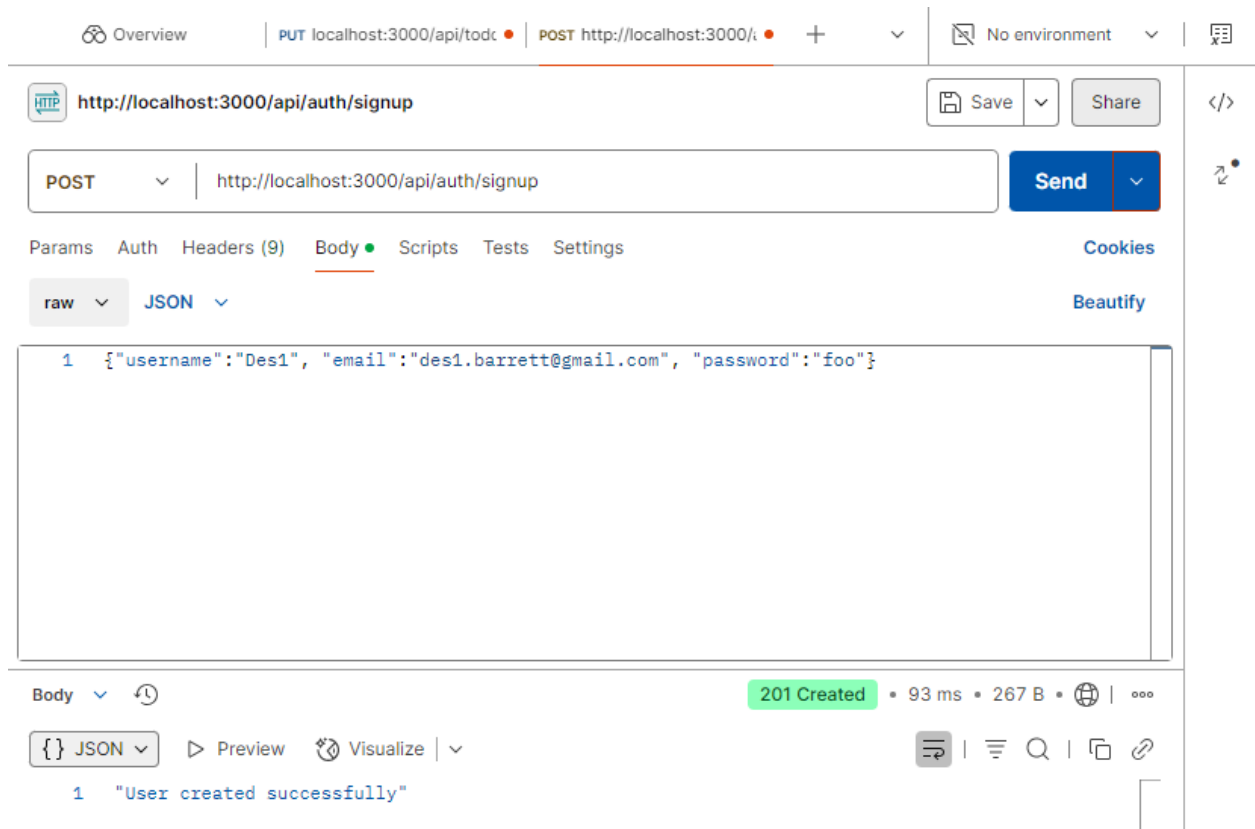 Overview PUT localhost:3000/api/todo POST http://localhost:3000/a No environment
HTTP http://localhost:3000/api/auth/signup Save Share </>
POST http://localhost:3000/api/auth/signup Send
Params Auth Headers (9) Body Scripts Tests Settings Cookies
raw JSON Beautify
1 {"username":"Des1", "email":"des1.barrett@gmail.com", "password":"foo"}
Body 201 Created • 93 ms • 267 B •
{} JSON Preview Visualize
1 "User created successfully"